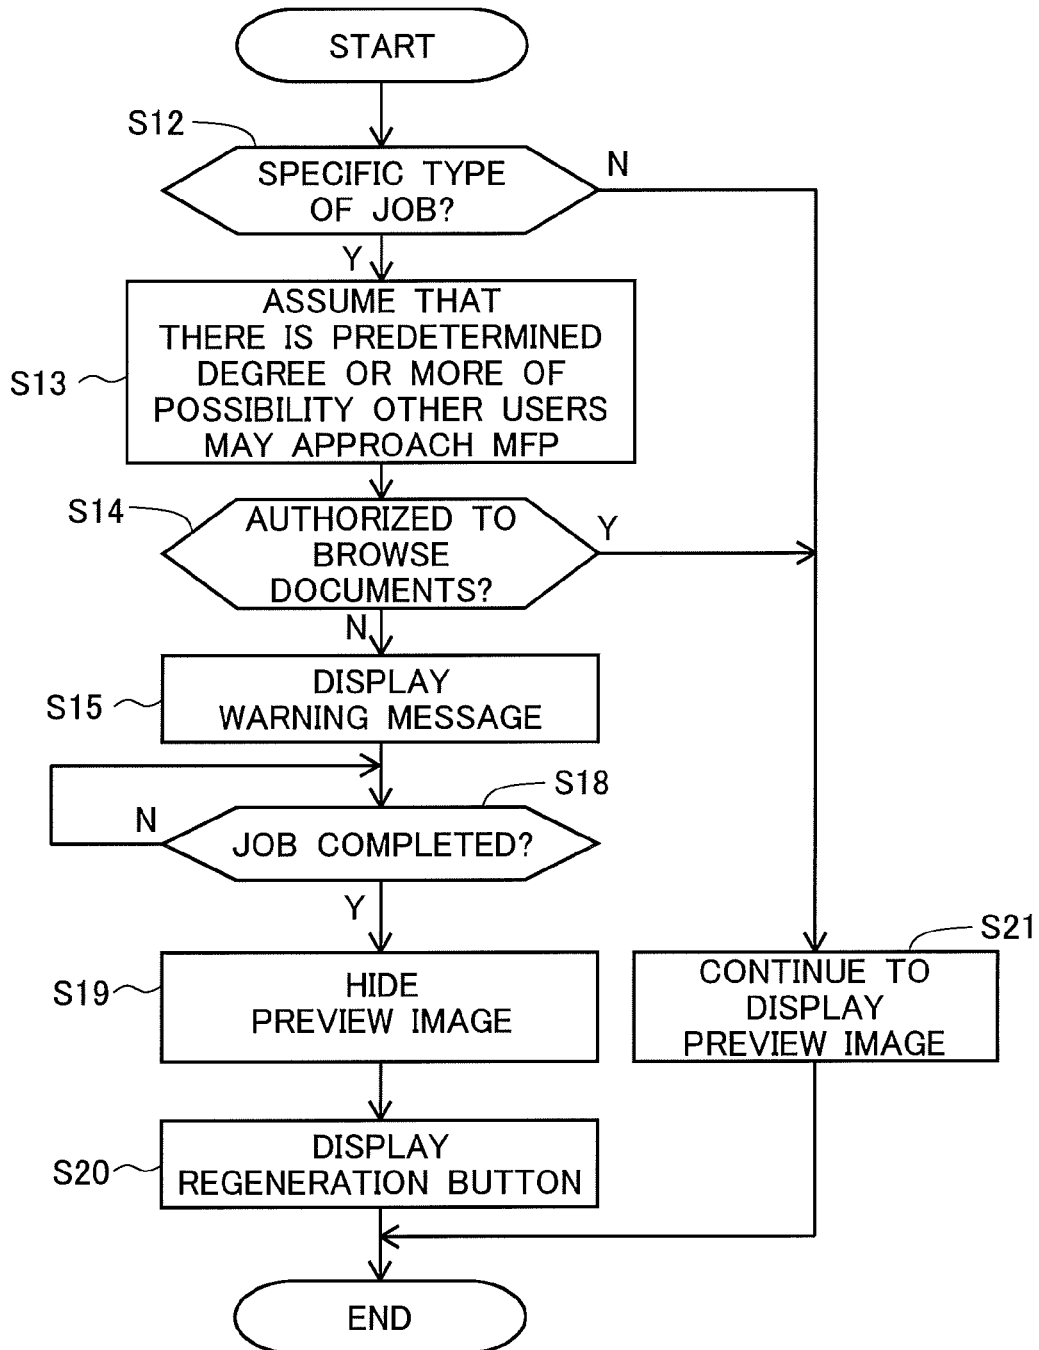 START
S12
SPECIFIC TYPE
OF JOB?
N
Y
S13
ASSUME THAT
THERE IS PREDETERMINED
DEGREE OR MORE OF
POSSIBILITY OTHER USERS
MAY APPROACH MFP
S14
AUTHORIZED TO
BROWSE
DOCUMENTS?
Y
N
S15
DISPLAY
WARNING MESSAGE
S18
N
JOB COMPLETED?
Y
S19
HIDE
PREVIEW IMAGE
S21
CONTINUE TO
DISPLAY
PREVIEW IMAGE
S20
DISPLAY
REGENERATION BUTTON
END